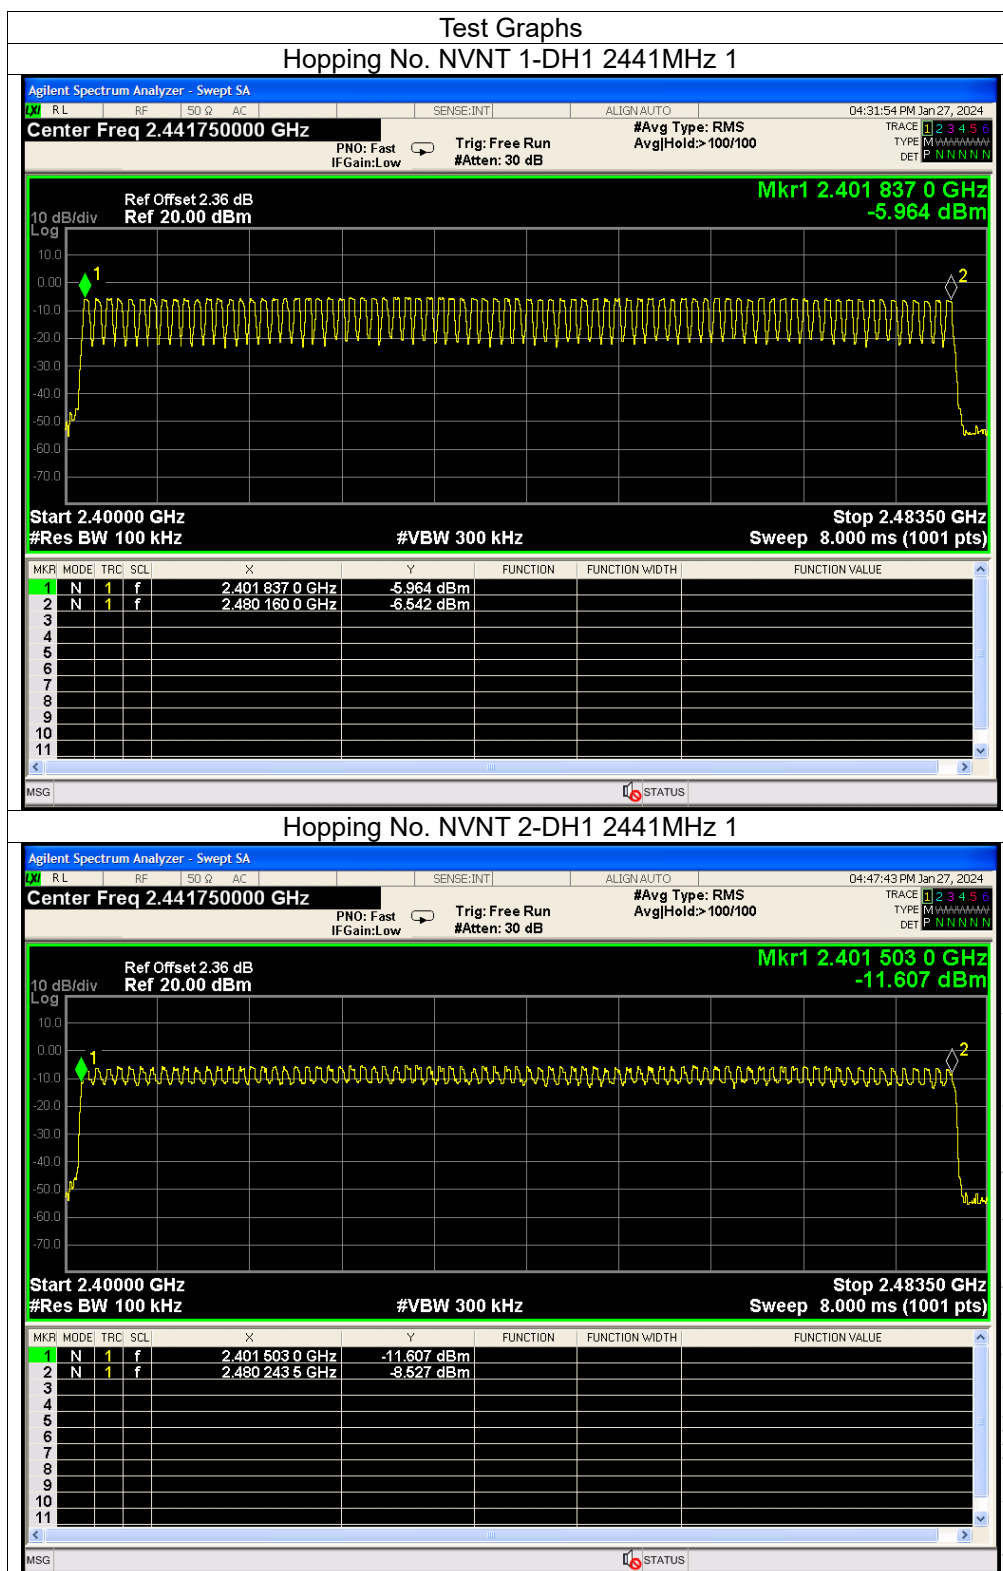 Test Graphs
Hopping No. NVNT 1-DH1 2441MHz 1
Agilent Spectrum Analyzer - Swept SA
LXI RL RF 50 Ω AC SENSE:INT ALIGN AUTO 04:31:54 PM Jan 27, 2024
Center Freq 2.441750000 GHz #Avg Type: RMS TRACE 1 2 3 4 5 6
PNO: Fast Trig: Free Run Avg|Hold:>100/100 TYPE M
IFGain:Low #Atten: 30 dB DET P N N N N N
Mkr1 2.401 837 0 GHz
-5.964 dBm
Ref Offset 2.36 dB
10 dB/div Ref 20.00 dBm
Log
10.0
1
2
0.00
-10.0
-20.0
-30.0
-40.0
-50.0
-60.0
-70.0
Start 2.40000 GHz Stop 2.48350 GHz
#Res BW 100 kHz #VBW 300 kHz Sweep 8.000 ms (1001 pts)
MKR MODE TRC SCL X Y FUNCTION FUNCTION WIDTH FUNCTION VALUE
1 N 1 f 2.401 837 0 GHz -5.964 dBm
2 N 1 f 2.480 160 0 GHz -6.542 dBm
3
4
5
6
7
8
9
10
11
MSG STATUS
Hopping No. NVNT 2-DH1 2441MHz 1
Agilent Spectrum Analyzer - Swept SA
LXI RL RF 50 Ω AC SENSE:INT ALIGN AUTO 04:47:43 PM Jan 27, 2024
Center Freq 2.441750000 GHz #Avg Type: RMS TRACE 1 2 3 4 5 6
PNO: Fast Trig: Free Run Avg|Hold:>100/100 TYPE M
IFGain:Low #Atten: 30 dB DET P N N N N N
Mkr1 2.401 503 0 GHz
-11.607 dBm
Ref Offset 2.36 dB
10 dB/div Ref 20.00 dBm
Log
10.0
0.00
1
2
-10.0
-20.0
-30.0
-40.0
-50.0
-60.0
-70.0
Start 2.40000 GHz Stop 2.48350 GHz
#Res BW 100 kHz #VBW 300 kHz Sweep 8.000 ms (1001 pts)
MKR MODE TRC SCL X Y FUNCTION FUNCTION WIDTH FUNCTION VALUE
1 N 1 f 2.401 503 0 GHz -11.607 dBm
2 N 1 f 2.480 243 5 GHz -8.527 dBm
3
4
5
6
7
8
9
10
11
MSG STATUS